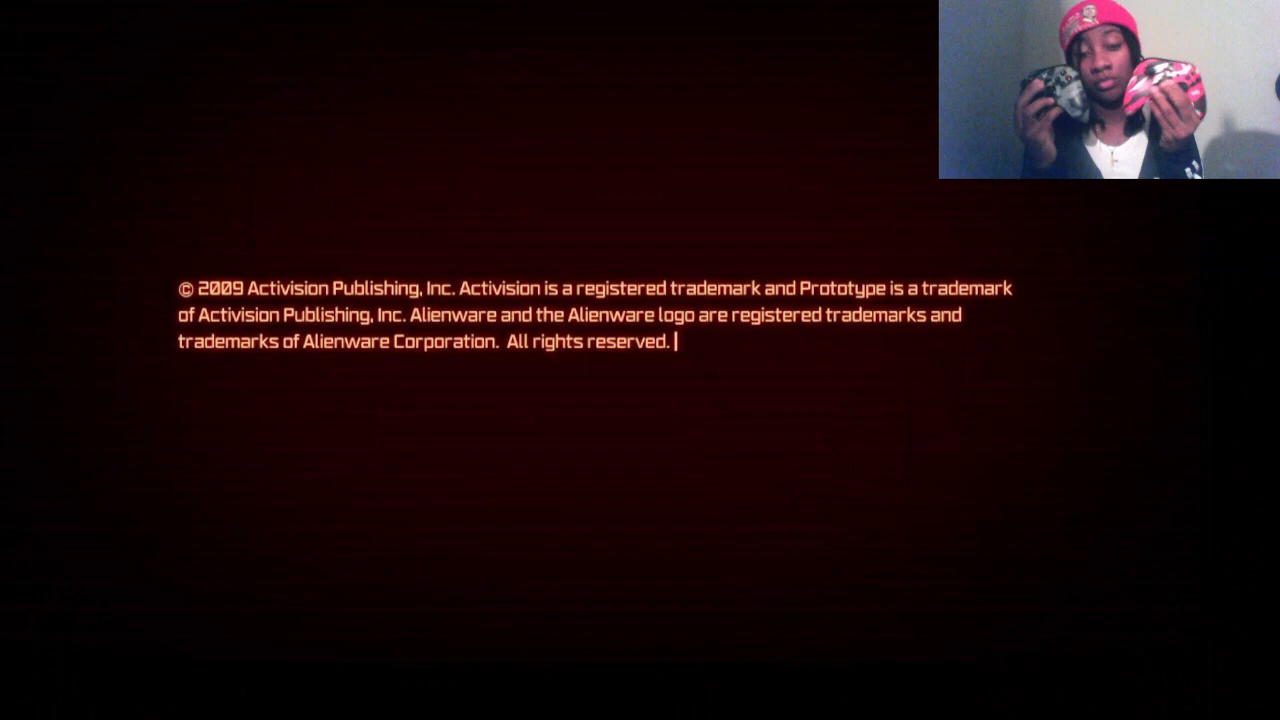 © 2009 Activision Publishing, Inc. Activision is a registered trademark and Prototype is a trademark
of Activision Publishing, Inc. Alienware and the Alienware logo are registered trademarks and
trademarks of Alienware Corporation.  All rights reserved.